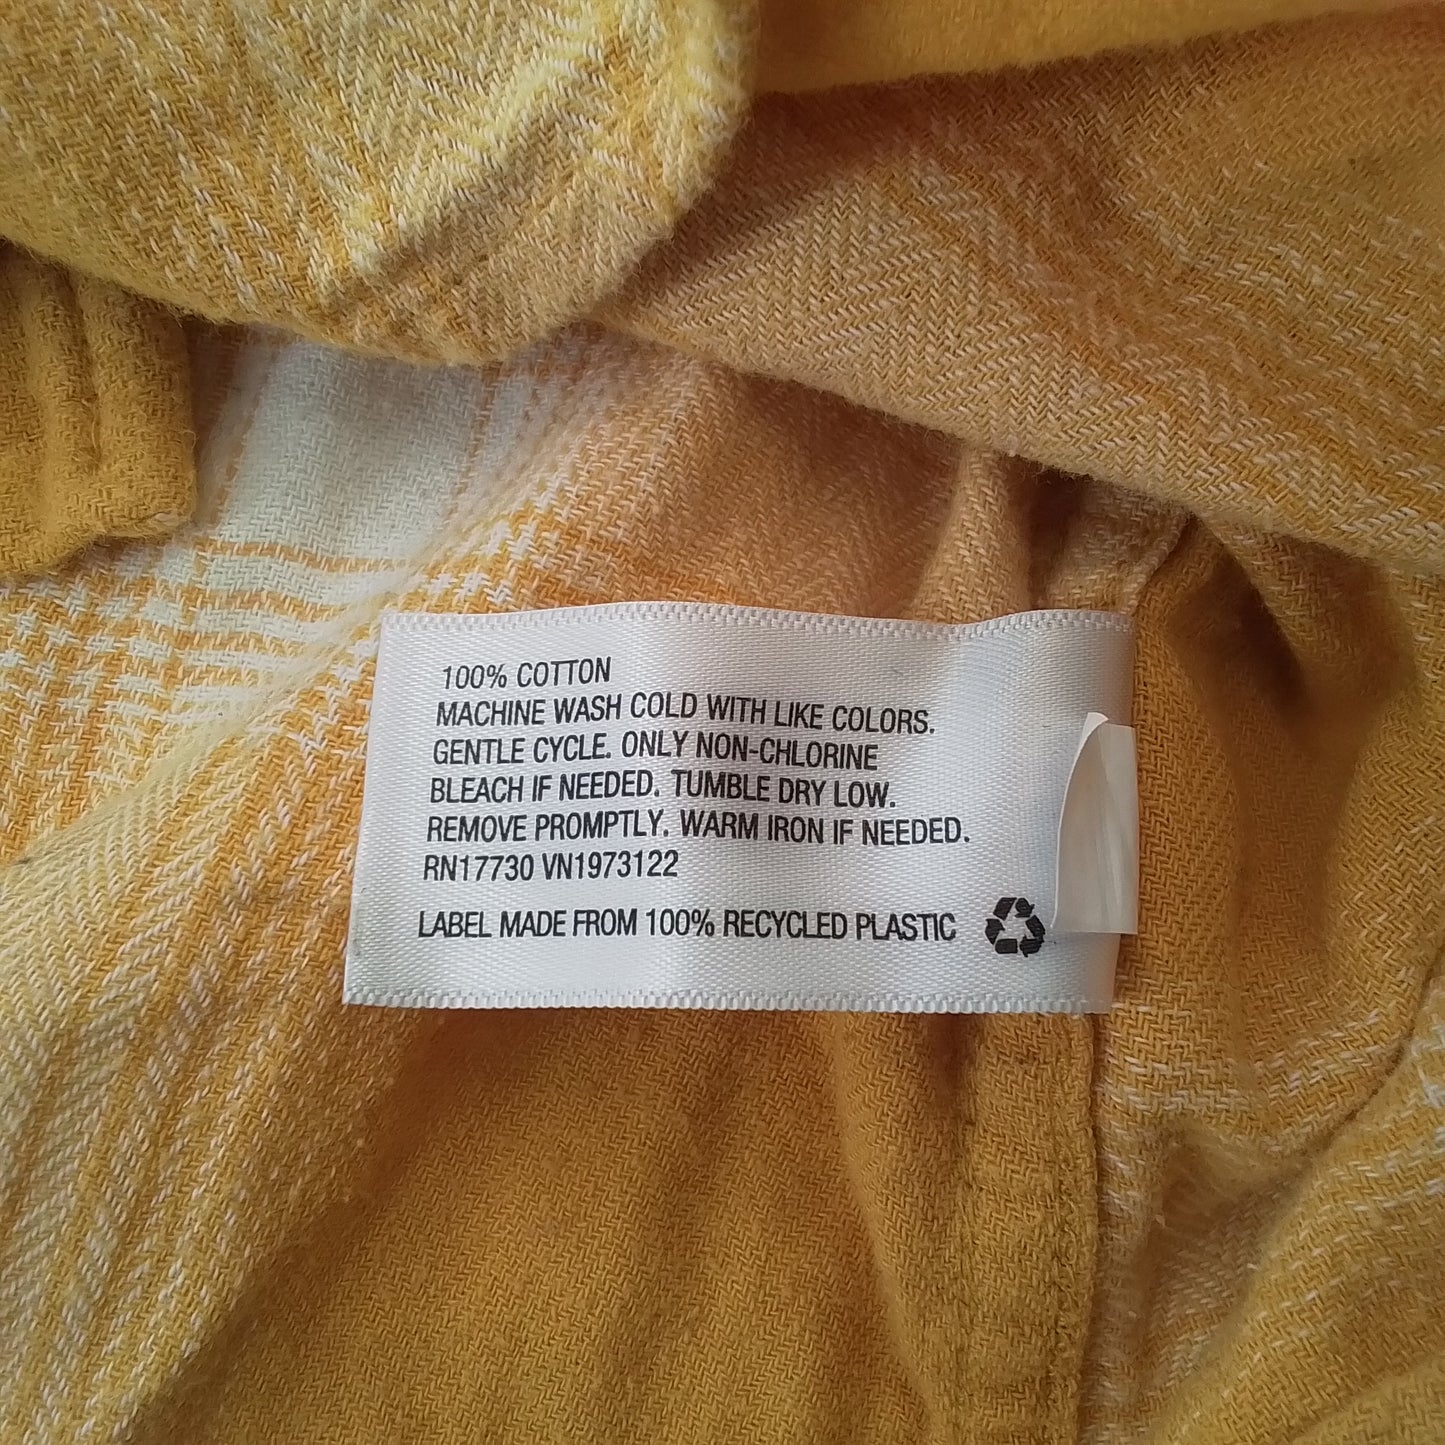 100% COTTON
MACHINE WASH COLD WITH LIKE COLORS.
GENTLE CYCLE. ONLY NON-CHLORINE
BLEACH IF NEEDED. TUMBLE DRY LOW.
REMOVE PROMPTLY. WARM IRON IF NEEDED.
RN17730 VN1973122
LABEL MADE FROM 100% RECYCLED PLASTIC